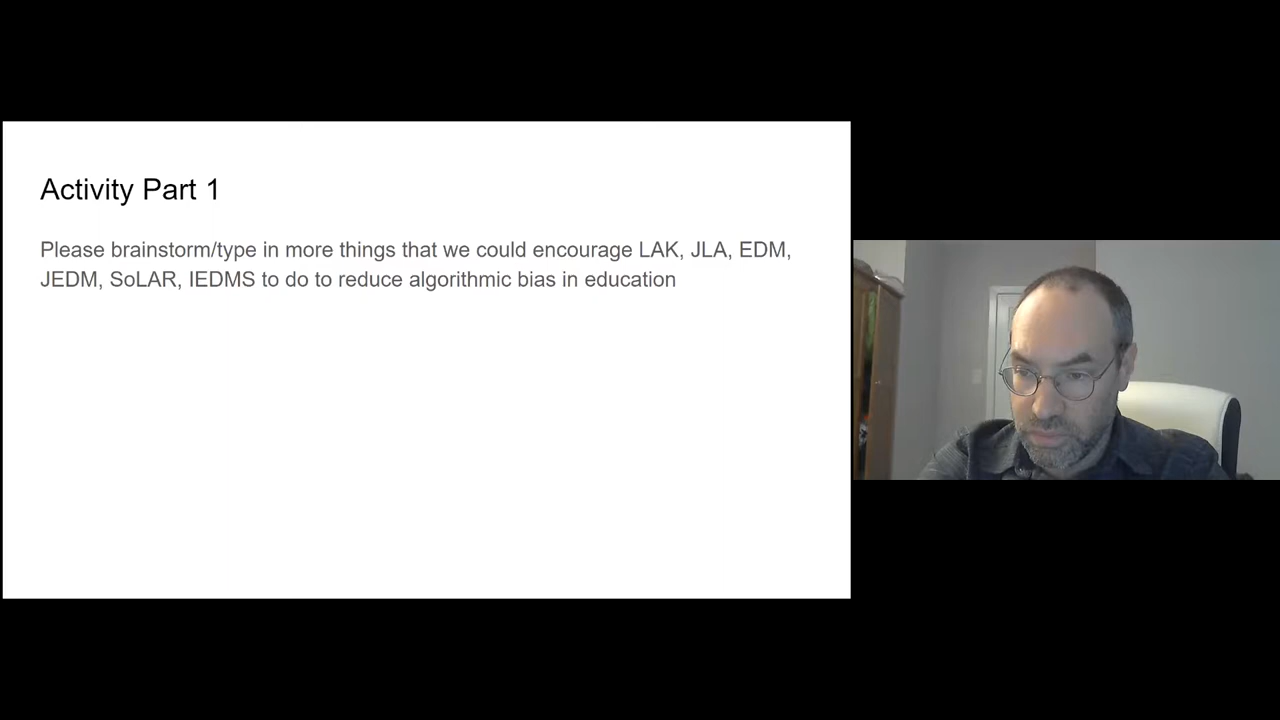 Activity Part 1
Please brainstorm/type in more things that we could encourage LAK, JLA, EDM,
JEDM, SoLAR, IEDMS to do to reduce algorithmic bias in education